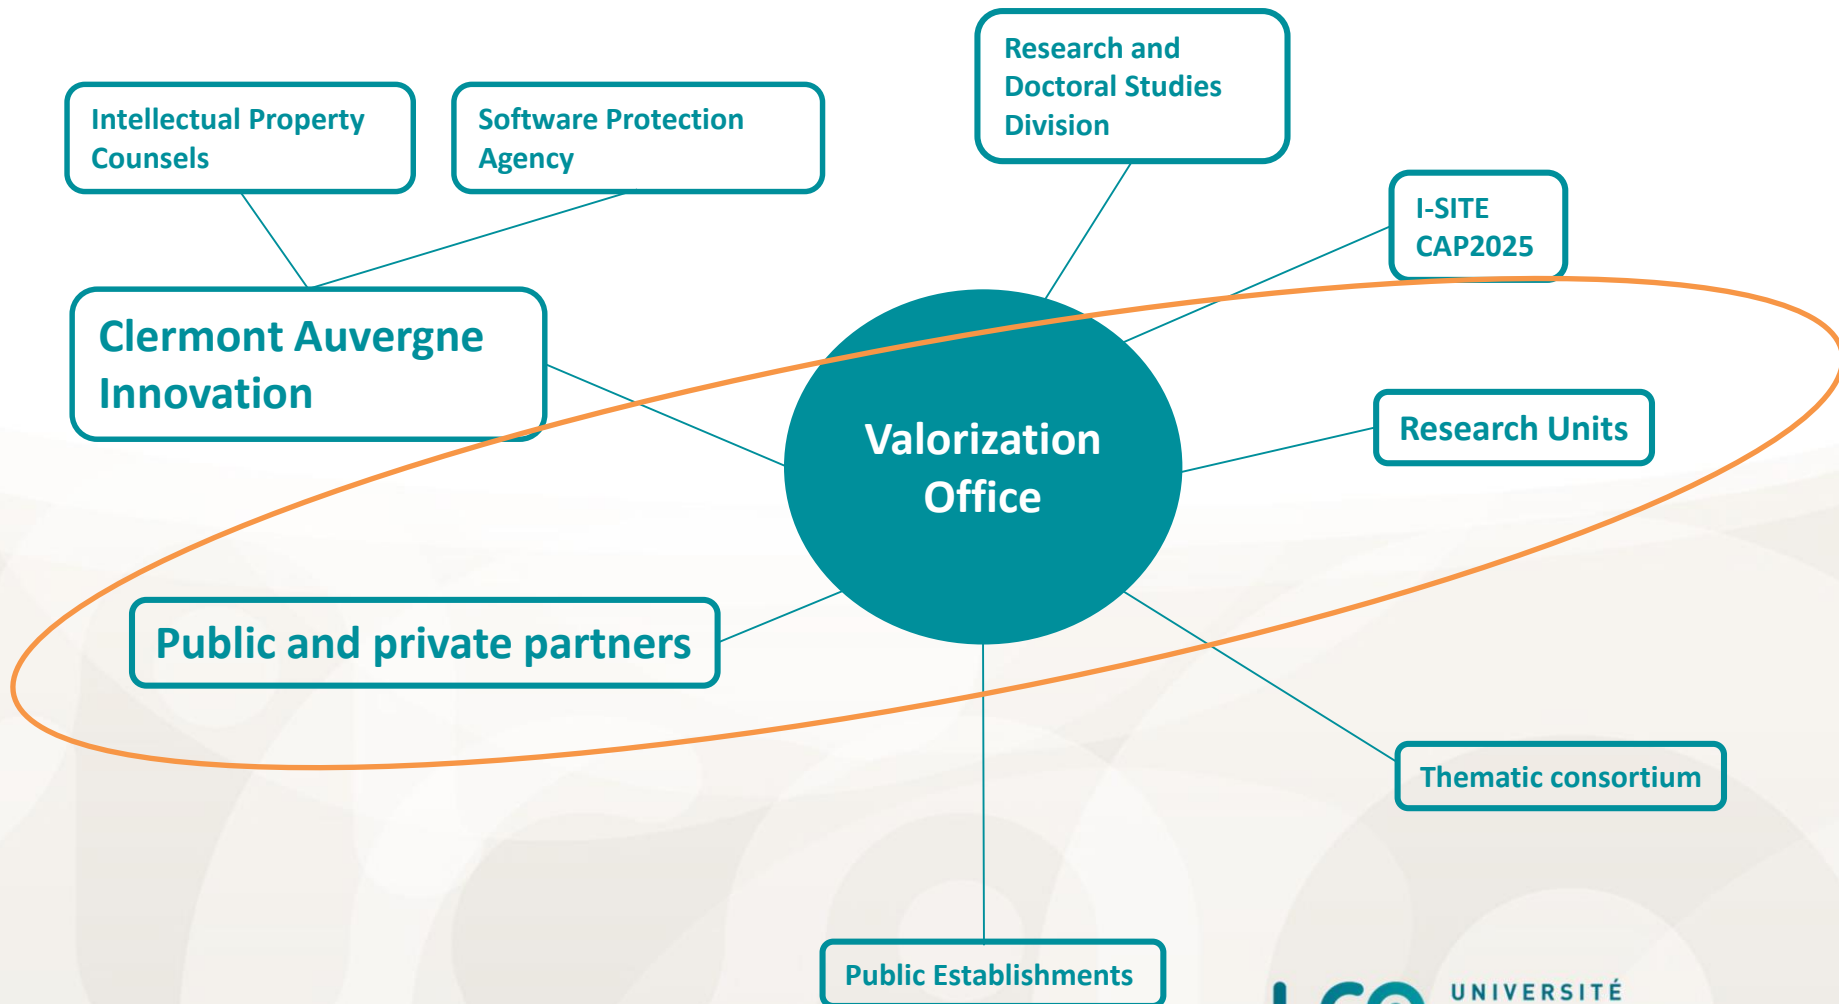 Research and
Doctoral Studies
Division
Intellectual Property
Counsels
Software Protection
Agency
I-SITE
CAP2025
Clermont Auvergne
Innovation
Valorization
Office
Research Units
Public and private partners
Thematic consortium
Public Establishments
UNIVERSITÉ